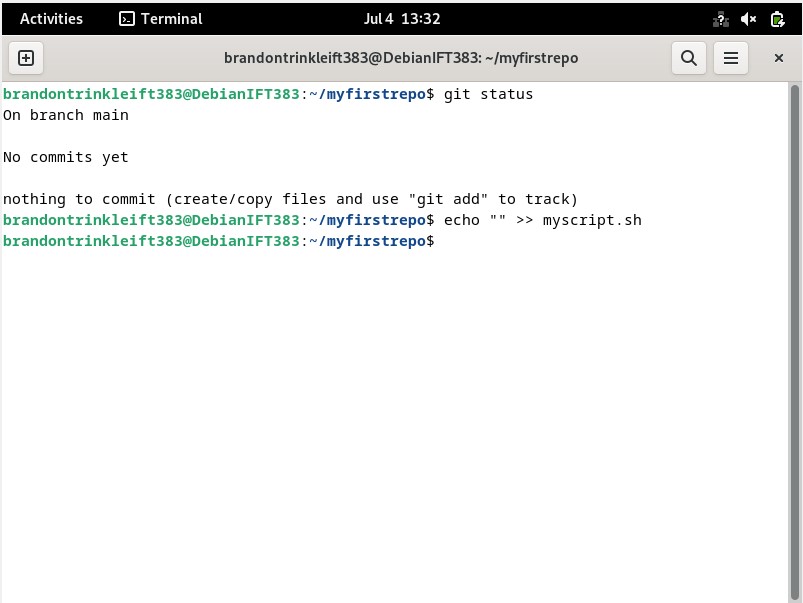 Activities Terminal Jul 4 13:32
brandontrinkleift383@DebianIFT383: ~/myfirstrepo
brandontrinkleift383@DebianIFT383:~/myfirstrepo$ git status
On branch main
No commits yet
nothing to commit (create/copy files and use "git add" to track)
brandontrinkleift383@DebianIFT383:~/myfirstrepo$ echo "" >> myscript.sh
brandontrinkleift383@DebianIFT383:~/myfirstrepo$